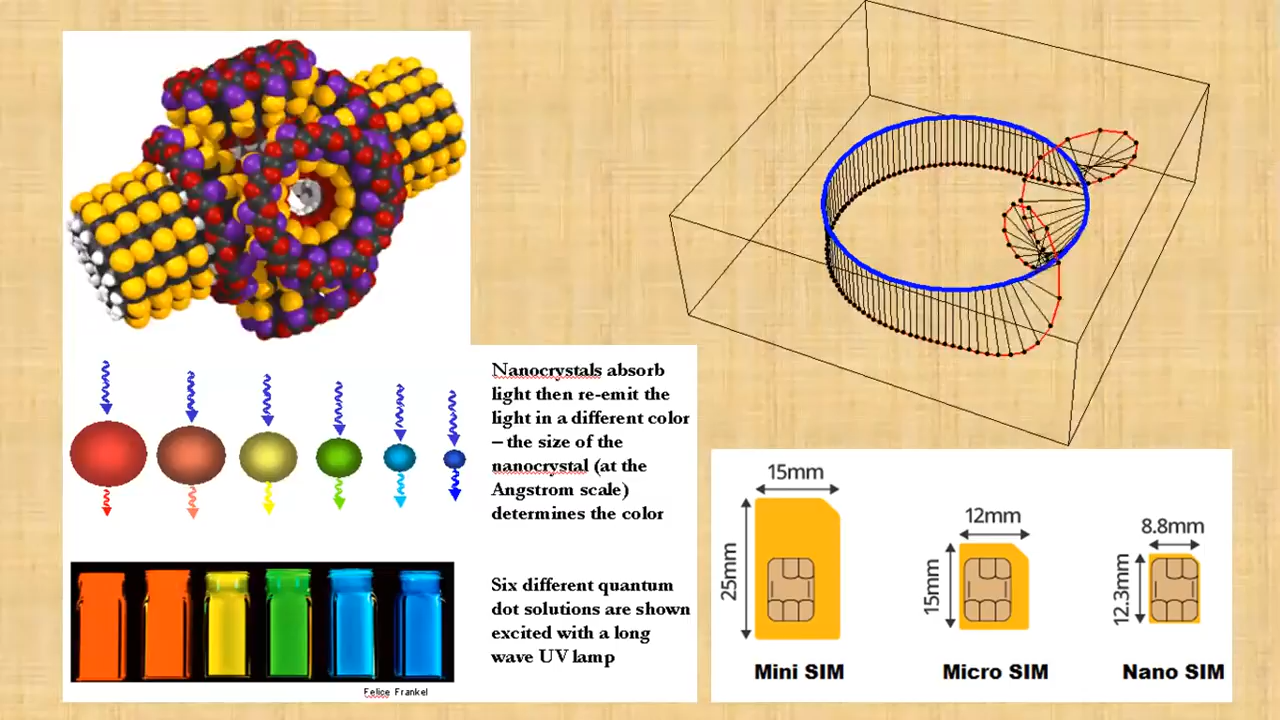 Nanocrystals absorb
light then re-emit the
light in a different color
– the size of the
nanocrystal (at the
Angstrom scale)
determines the color
Six different quantum
dot solutions are shown
excited with a long
wave UV lamp
Felice Frankel
15mm
25mm
Mini SIM
12mm
15mm
Micro SIM
8.8mm
12.3mm
Nano SIM